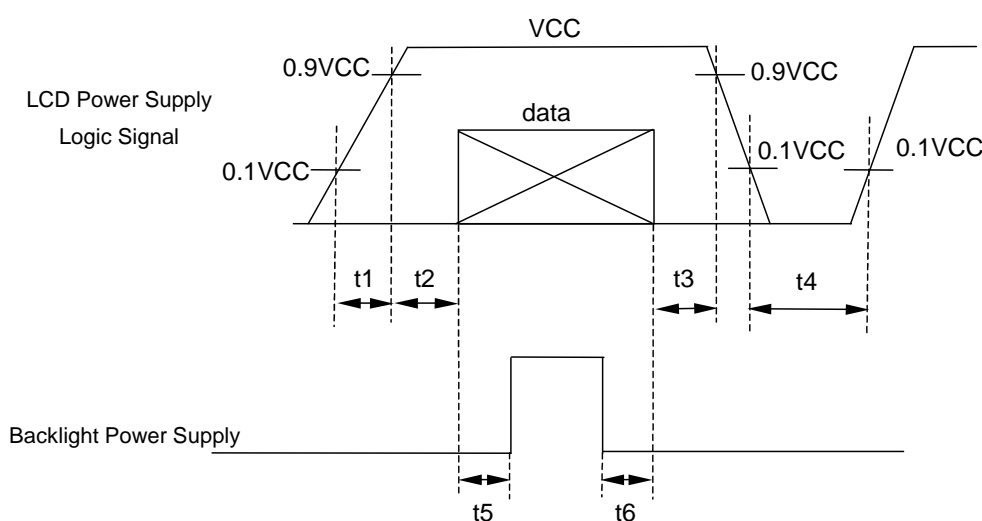 VCC
0.9VCC
0.9VCC
LCD Power Supply
Logic Signal
data
0.1VCC
0.1VCC
0.1VCC
t1
t2
t3
t4
Backlight Power Supply
t5
t6